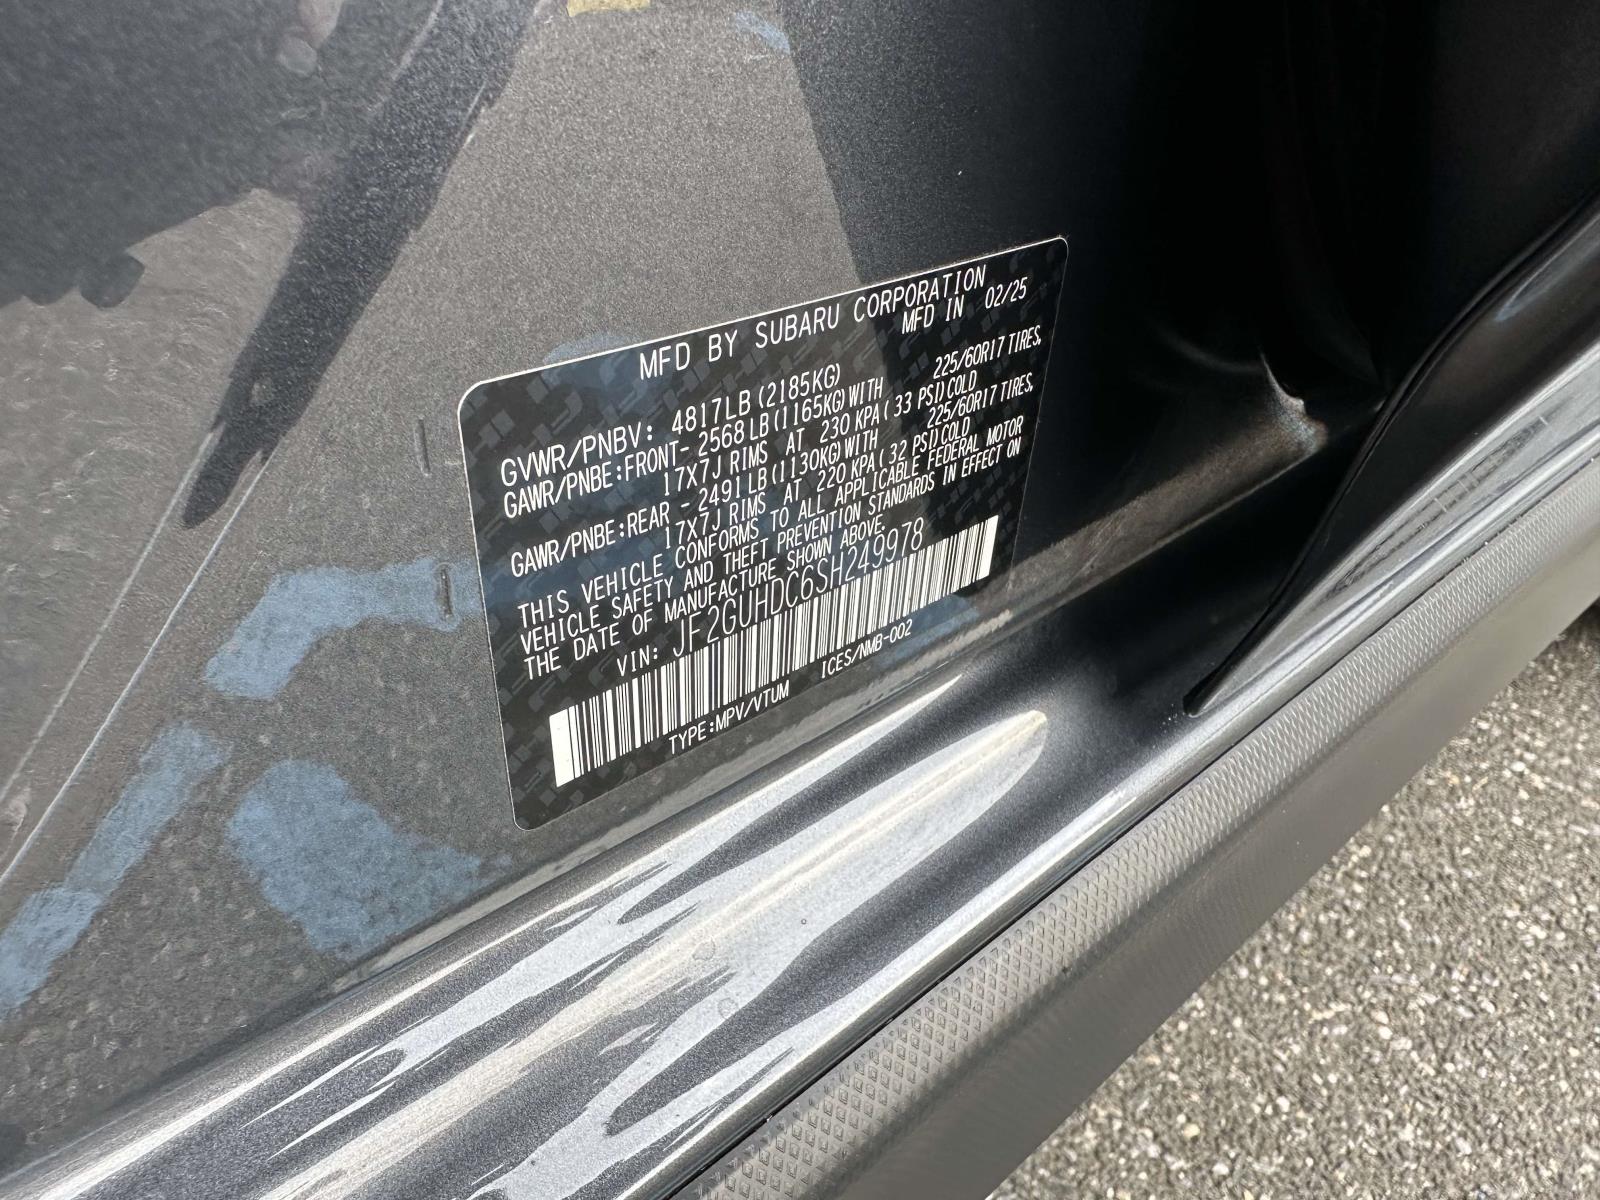 MFD BY SUBARU CORPORATION
MFD IN 02/25
GVWR/PNBV: 4817LB(2185KG)
GAWR/PNBE:FRONT- 2568LB(1165KG)WITH 225/60R17 TIRES,
17X7J RIMS AT 230 KPA( 33 PSI)COLD
GAWR/PNBE:REAR - 2491LB(1130KG)WITH 225/60R17 TIRES,
17X7J RIMS AT 220 KPA( 32 PSI)COLD
THIS VEHICLE CONFORMS TO ALL APPLICABLE FEDERAL MOTOR
VEHICLE SAFETY AND THEFT PREVENTION STANDARDS IN EFFECT ON
THE DATE OF MANUFACTURE SHOWN ABOVE.
VIN: JF2GUHDC6SH249978
TYPE:MPV/VTUM ICES/NMB-002